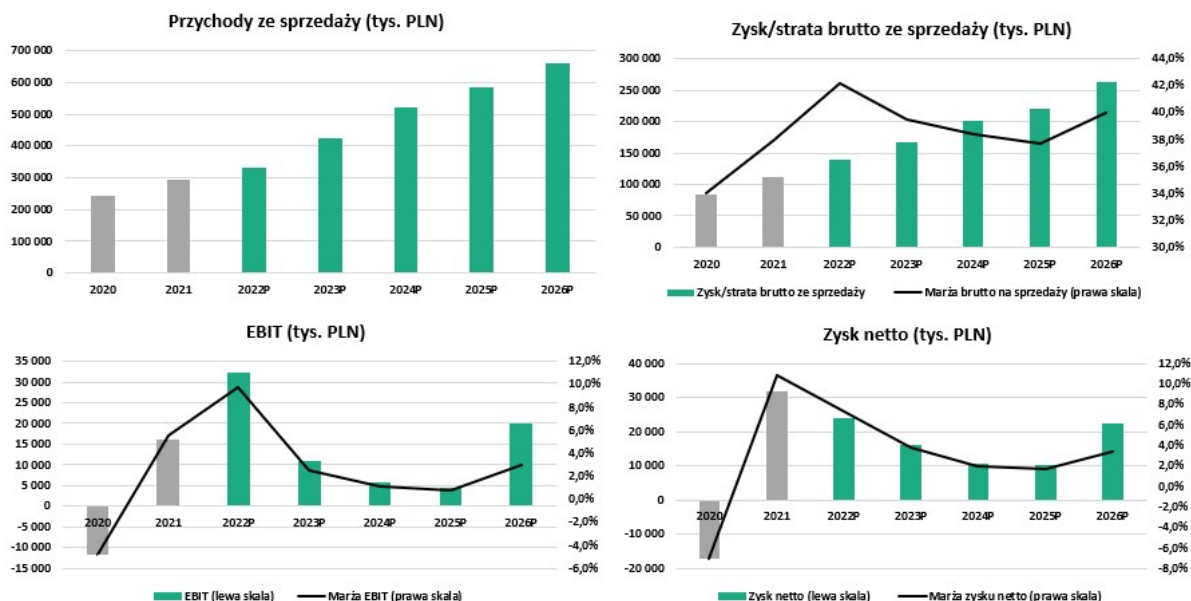 Przychody ze sprzedaży (tys. PLN)
700 000
600 000
500 000
400 000
300 000
200 000
100 000
0
2020 2021 2022P 2023P 2024P 2025P 2026P
Zysk/strata brutto ze sprzedaży (tys. PLN)
300 000 44,0%
250 000 42,0%
200 000 40,0%
150 000 38,0%
100 000 36,0%
50 000 34,0%
0 32,0%
30,0%
2020 2021 2022P 2023P 2024P 2025P 2026P
Zysk/strata brutto ze sprzedaży Marża brutto na sprzedaży (prawa skala)
EBIT (tys. PLN)
35 000 12,0%
30 000 10,0%
25 000 8,0%
20 000 6,0%
15 000 4,0%
10 000 2,0%
5 000 0,0%
0 -2,0%
-5 000 -4,0%
-10 000 -6,0%
-15 000
2020 2021 2022P 2023P 2024P 2025P 2026P
EBIT (lewa skala) Marża EBIT (prawa skala)
Zysk netto (tys. PLN)
40 000 12,0%
30 000 10,0%
20 000 8,0%
10 000 6,0%
0 4,0%
-10 000 2,0%
-20 000 0,0%
-2,0%
-4,0%
-6,0%
-8,0%
2020 2021 2022P 2023P 2024P 2025P 2026P
Zysk netto (lewa skala) Marża zysku netto (prawa skala)